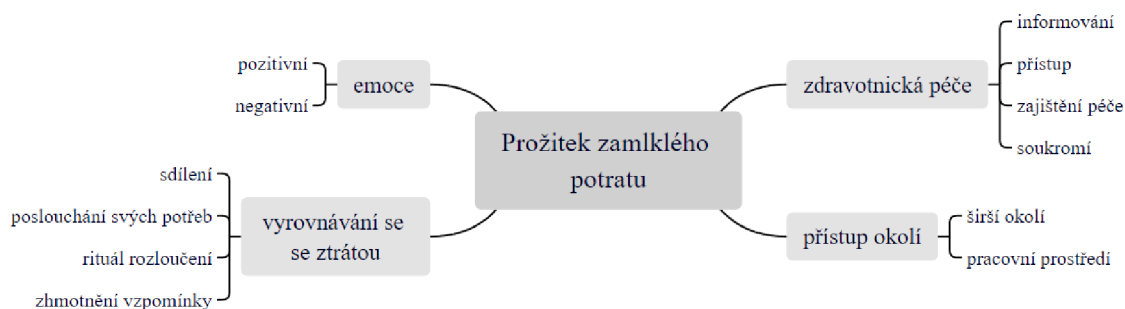 Prožitek zamlklého
potratu
emoce
pozitivní
negativní
vyrovnávání se
se ztrátou
sdílení
poslouchání svých potřeb
rituál rozloučení
zhmotnění vzpomínky
zdravotnická péče
informování
přístup
zajištění péče
soukromí
přístup okolí
širší okolí
pracovní prostředí